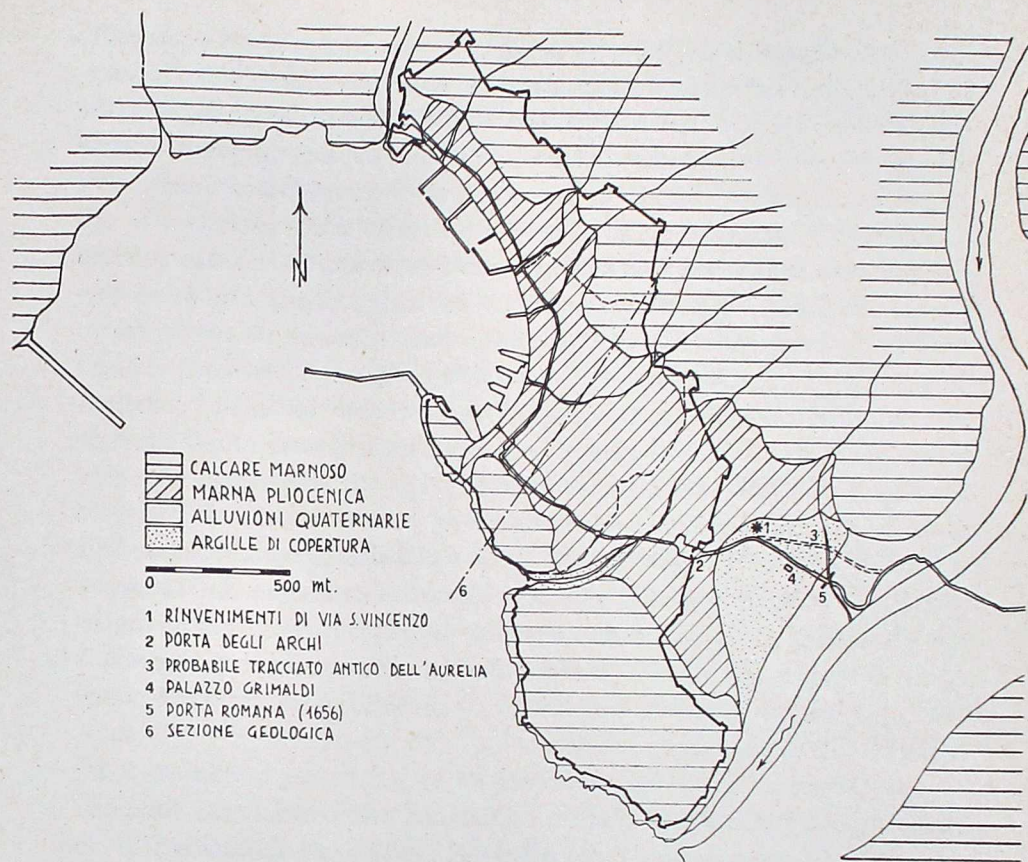 N
CALCARE MARNOSO
MARNA PLIOCENICA
ALLUVIONI QUATERNARIE
ARGILLE DI COPERTURA
0 500 mt.
1 RINVENIMENTI DI VIA S.VINCENZO
2 PORTA DEGLI ARCHI
3 PROBABILE TRACCIATO ANTICO DELL'AURELIA
4 PALAZZO GRIMALDI
5 PORTA ROMANA (1656)
6 SEZIONE GEOLOGICA
1
3
2
4
5
6